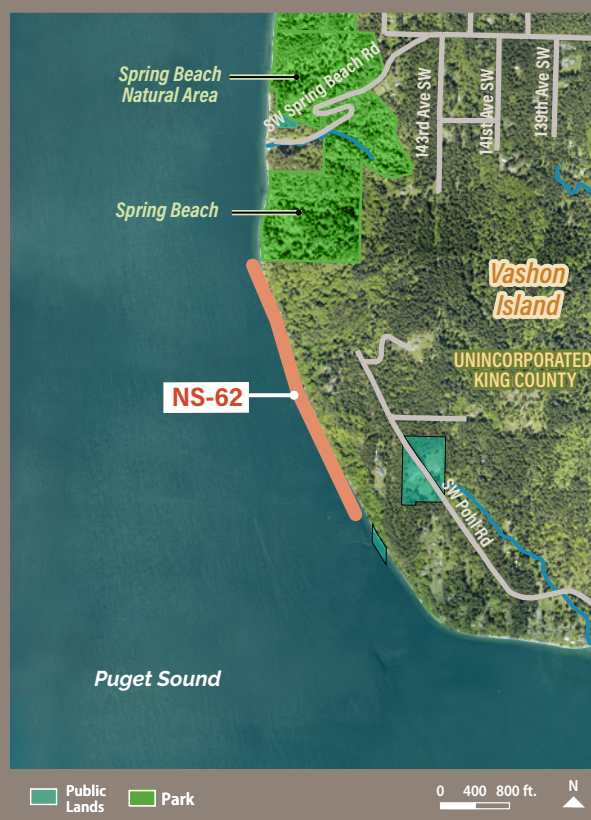 Spring Beach
Natural Area
SW Spring Beach Rd
143rd Ave SW
141st Ave SW
139th Ave SW
Spring Beach
Vashon
Island
UNINCORPORATED
KING COUNTY
NS-62
SW Pohl Rd
Puget Sound
Public
Lands
Park
0 400 800 ft.
N